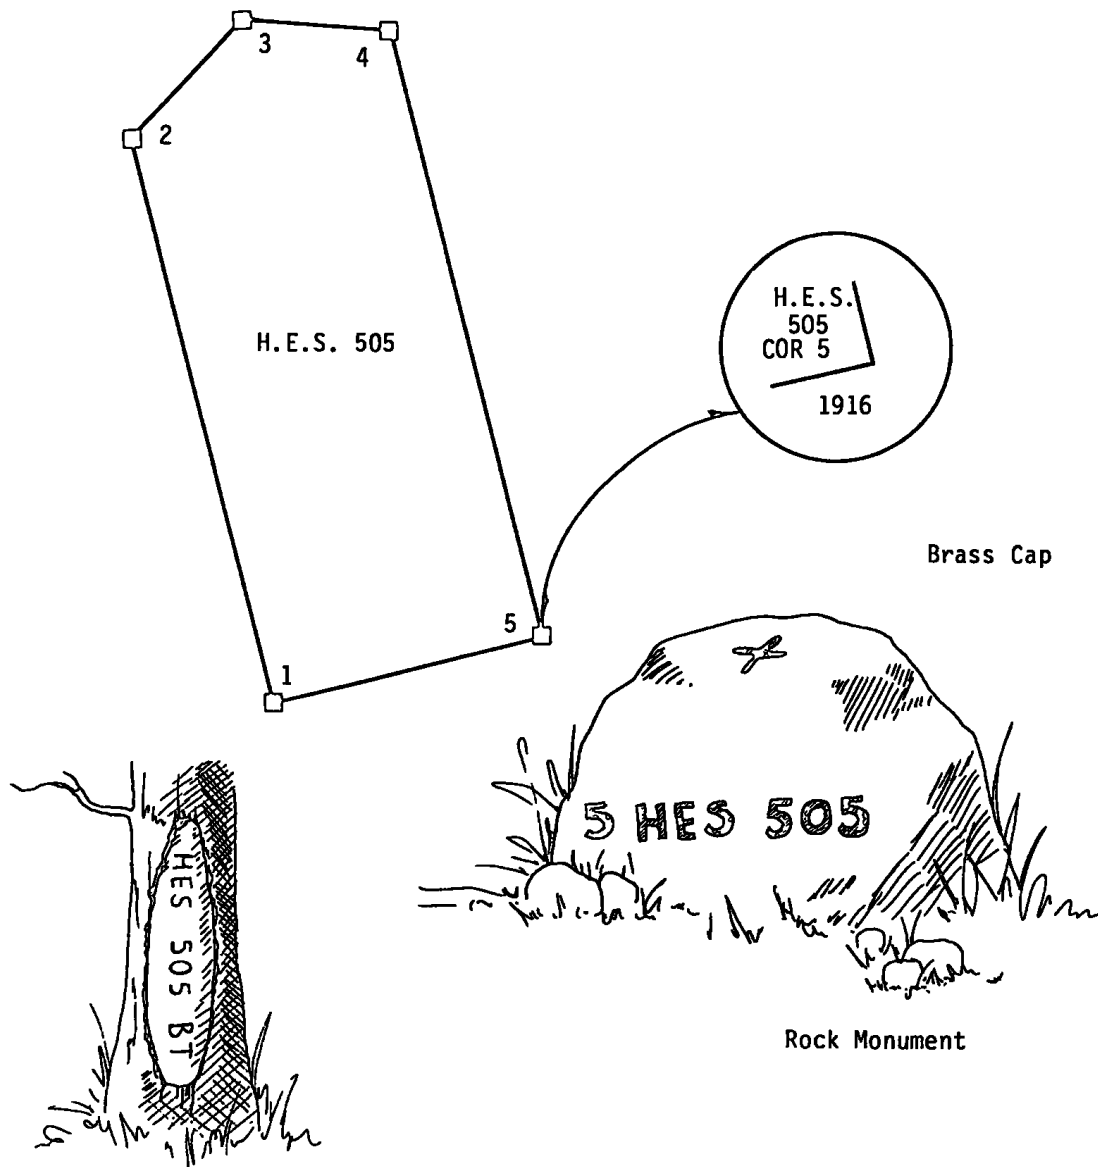 3
4
2
H.E.S.
505
COR 5
1916
H.E.S. 505
Brass Cap
5
1
5 HES 505
HES 505 BT
Rock Monument